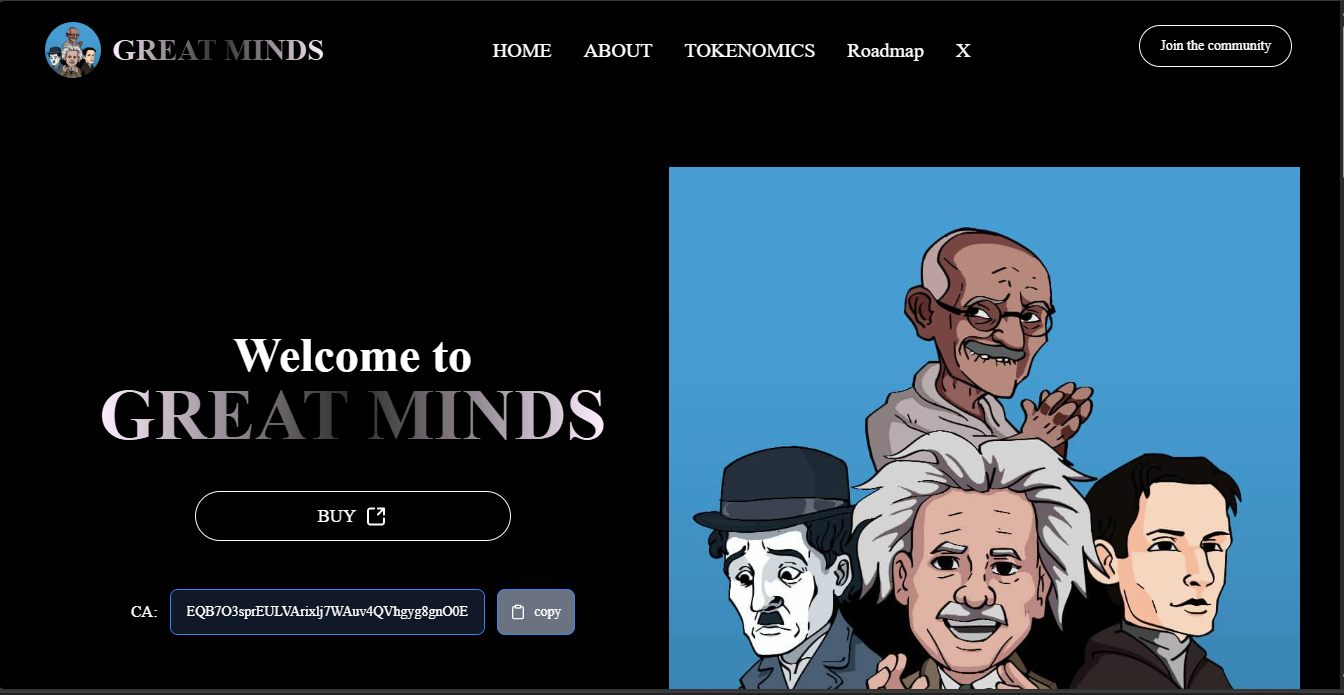 GREAT MINDS
HOME ABOUT TOKENOMICS Roadmap X
Join the community
Welcome to
GREAT MINDS
BUY
CA: EQB7O3sprEULVArixlj7WAuv4QVhgyg8gnO0E
copy